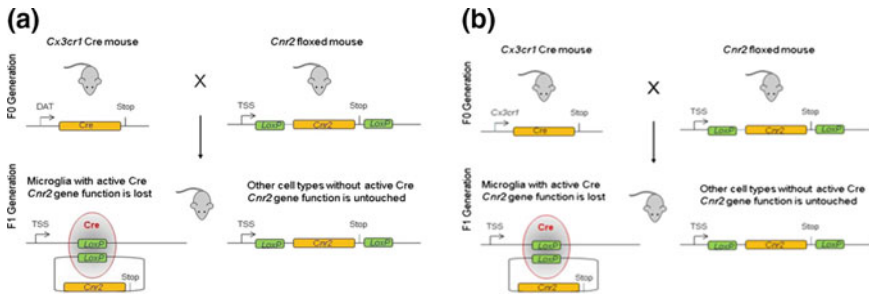 (a)
Cx3cr1 Cre mouse
Cnr2 floxed mouse
F0 Generation
X
DAT
Stop
Cre
TSS
Stop
LoxP
Cnr2
LoxP
F1 Generation
Microglia with active Cre
Cnr2 gene function is lost
Other cell types without active Cre
Cnr2 gene function is untouched
TSS
Cre
LoxP
LoxP
Stop
Cnr2
TSS
Stop
LoxP
Cnr2
LoxP
(b)
Cx3cr1 Cre mouse
Cnr2 floxed mouse
F0 Generation
X
Cx3cr1
Stop
Cre
TSS
Stop
LoxP
Cnr2
LoxP
F1 Generation
Microglia with active Cre
Cnr2 gene function is lost
Other cell types without active Cre
Cnr2 gene function is untouched
TSS
Cre
LoxP
LoxP
Stop
Cnr2
TSS
Stop
LoxP
Cnr2
LoxP